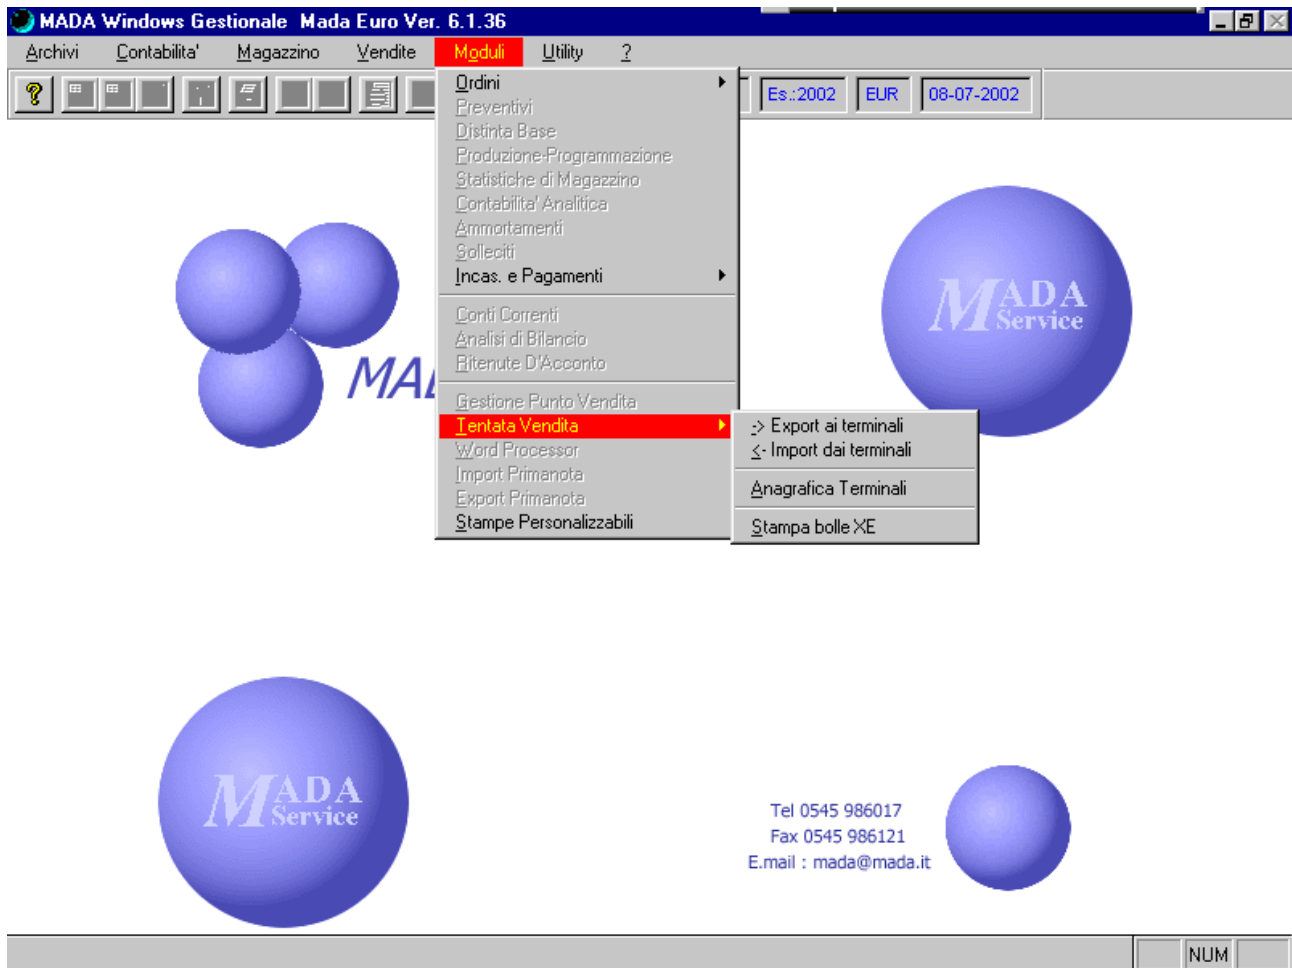 MADA Windows Gestionale  Mada Euro Ver. 6.1.36
Archivi Contabilita' Magazzino Vendite Moduli Utility ?
Es.:2002 EUR 08-07-2002
Ordini
Preventivi
Distinta Base
Produzione-Programmazione
Statistiche di Magazzino
Contabilita' Analitica
Ammortamenti
Solleciti
Incas. e Pagamenti
Conti Correnti
Analisi di Bilancio
Ritenute D'Acconto
Gestione Punto Vendita
Tentata Vendita
Word Processor
Import Primanota
Export Primanota
Stampe Personalizzabili
-> Export ai terminali
<- Import dai terminali
Anagrafica Terminali
Stampa bolle XE
MADA
Service
MADA
Service
Tel 0545 986017
Fax 0545 986121
E.mail : mada@mada.it
NUM